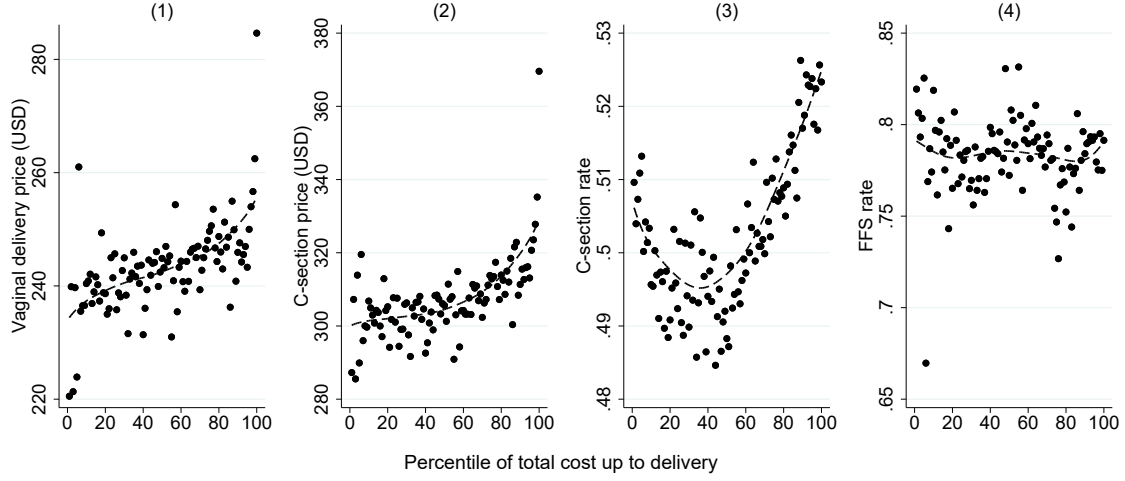 (1)
(2)
(3)
(4)
Vaginal delivery price (USD)
220
240
260
280
0 20 40 60 80 100
C-section price (USD)
280
300
320
340
360
380
0 20 40 60 80 100
C-section rate
.48
.49
.5
.51
.52
.53
0 20 40 60 80 100
FFS rate
.65
.7
.75
.8
.85
0 20 40 60 80 100
Percentile of total cost up to delivery